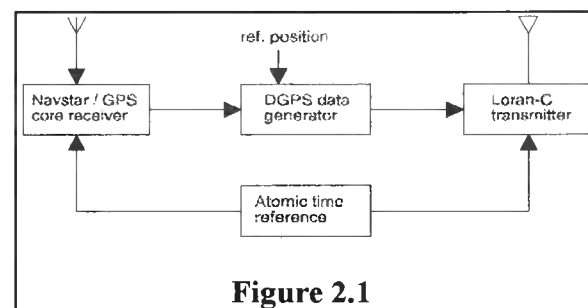 ref. position
Navstar / GPS
core receiver
DGPS data
generator
Loran-C
transmitter
Atomic time
reference
Figure 2.1